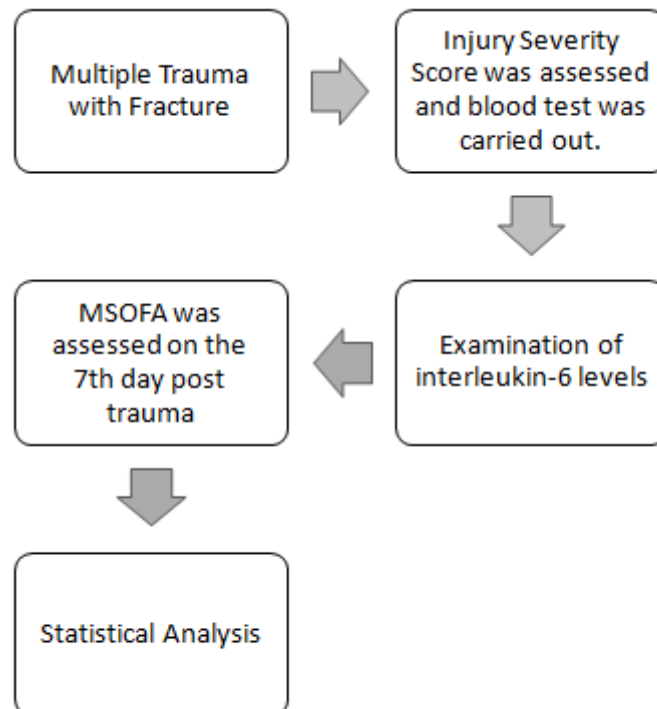 Multiple Trauma
with Fracture
Injury Severity
Score was assessed
and blood test was
carried out.
Examination of
interleukin-6 levels
MSOFA was
assessed on the
7th day post
trauma
Statistical Analysis